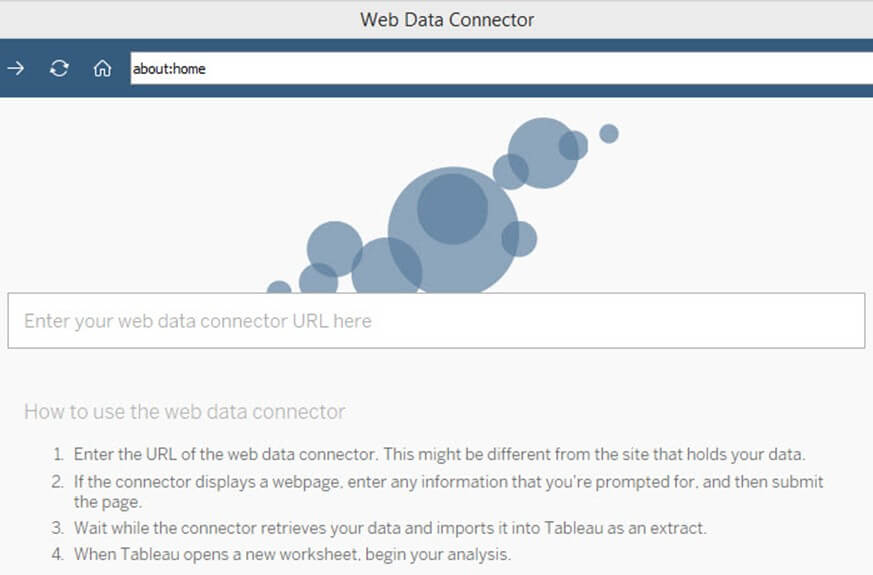 Web Data Connector
about:home
Enter your web data connector URL here
How to use the web data connector
1. Enter the URL of the web data connector. This might be different from the site that holds your data.
2. If the connector displays a webpage, enter any information that you're prompted for, and then submit
the page.
3. Wait while the connector retrieves your data and imports it into Tableau as an extract.
4. When Tableau opens a new worksheet, begin your analysis.